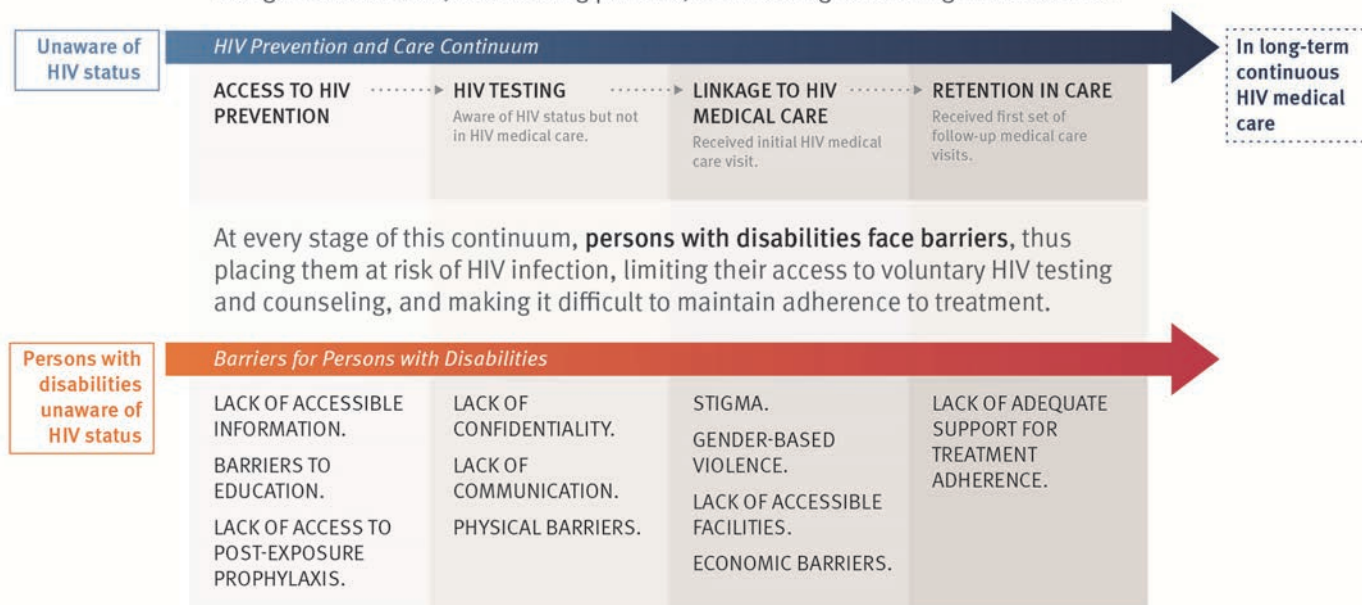 Unaware of
HIV status
HIV Prevention and Care Continuum
In long-term
continuous
HIV medical
care
ACCESS TO HIV
PREVENTION
HIV TESTING
Aware of HIV status but not
in HIV medical care.
LINKAGE TO HIV
MEDICAL CARE
Received initial HIV medical
care visit.
RETENTION IN CARE
Received first set of
follow-up medical care
visits.
At every stage of this continuum, persons with disabilities face barriers, thus
placing them at risk of HIV infection, limiting their access to voluntary HIV testing
and counseling, and making it difficult to maintain adherence to treatment.
Persons with
disabilities
unaware of
HIV status
Barriers for Persons with Disabilities
LACK OF ACCESSIBLE
INFORMATION.
BARRIERS TO
EDUCATION.
LACK OF ACCESS TO
POST-EXPOSURE
PROPHYLAXIS.
LACK OF
CONFIDENTIALITY.
LACK OF
COMMUNICATION.
PHYSICAL BARRIERS.
STIGMA.
GENDER-BASED
VIOLENCE.
LACK OF ACCESSIBLE
FACILITIES.
ECONOMIC BARRIERS.
LACK OF ADEQUATE
SUPPORT FOR
TREATMENT
ADHERENCE.